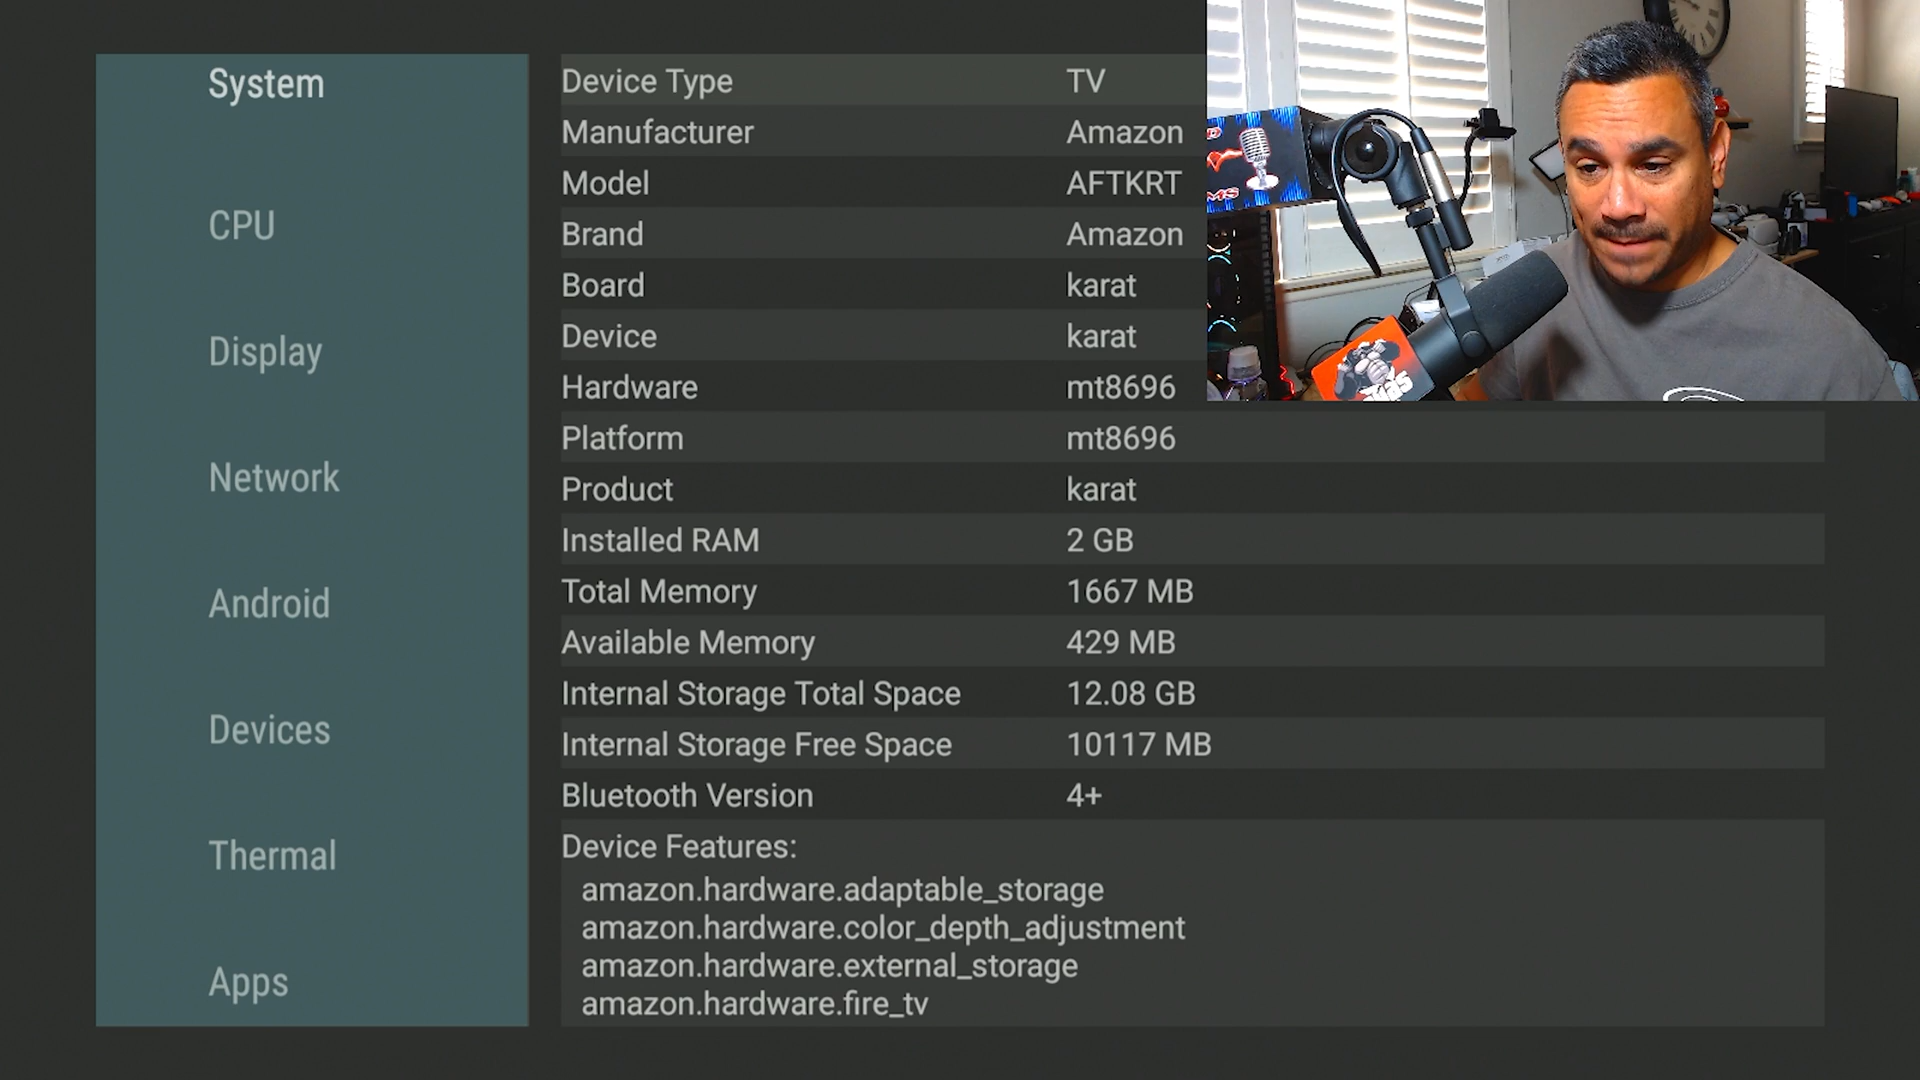 System
CPU
Display
Network
Android
Devices
Thermal
Apps
Device Type TV
Manufacturer Amazon
Model AFTKRT
Brand Amazon
Board karat
Device karat
Hardware mt8696
Platform mt8696
Product karat
Installed RAM 2 GB
Total Memory 1667 MB
Available Memory 429 MB
Internal Storage Total Space 12.08 GB
Internal Storage Free Space 10117 MB
Bluetooth Version 4+
Device Features:
amazon.hardware.adaptable_storage
amazon.hardware.color_depth_adjustment
amazon.hardware.external_storage
amazon.hardware.fire_tv